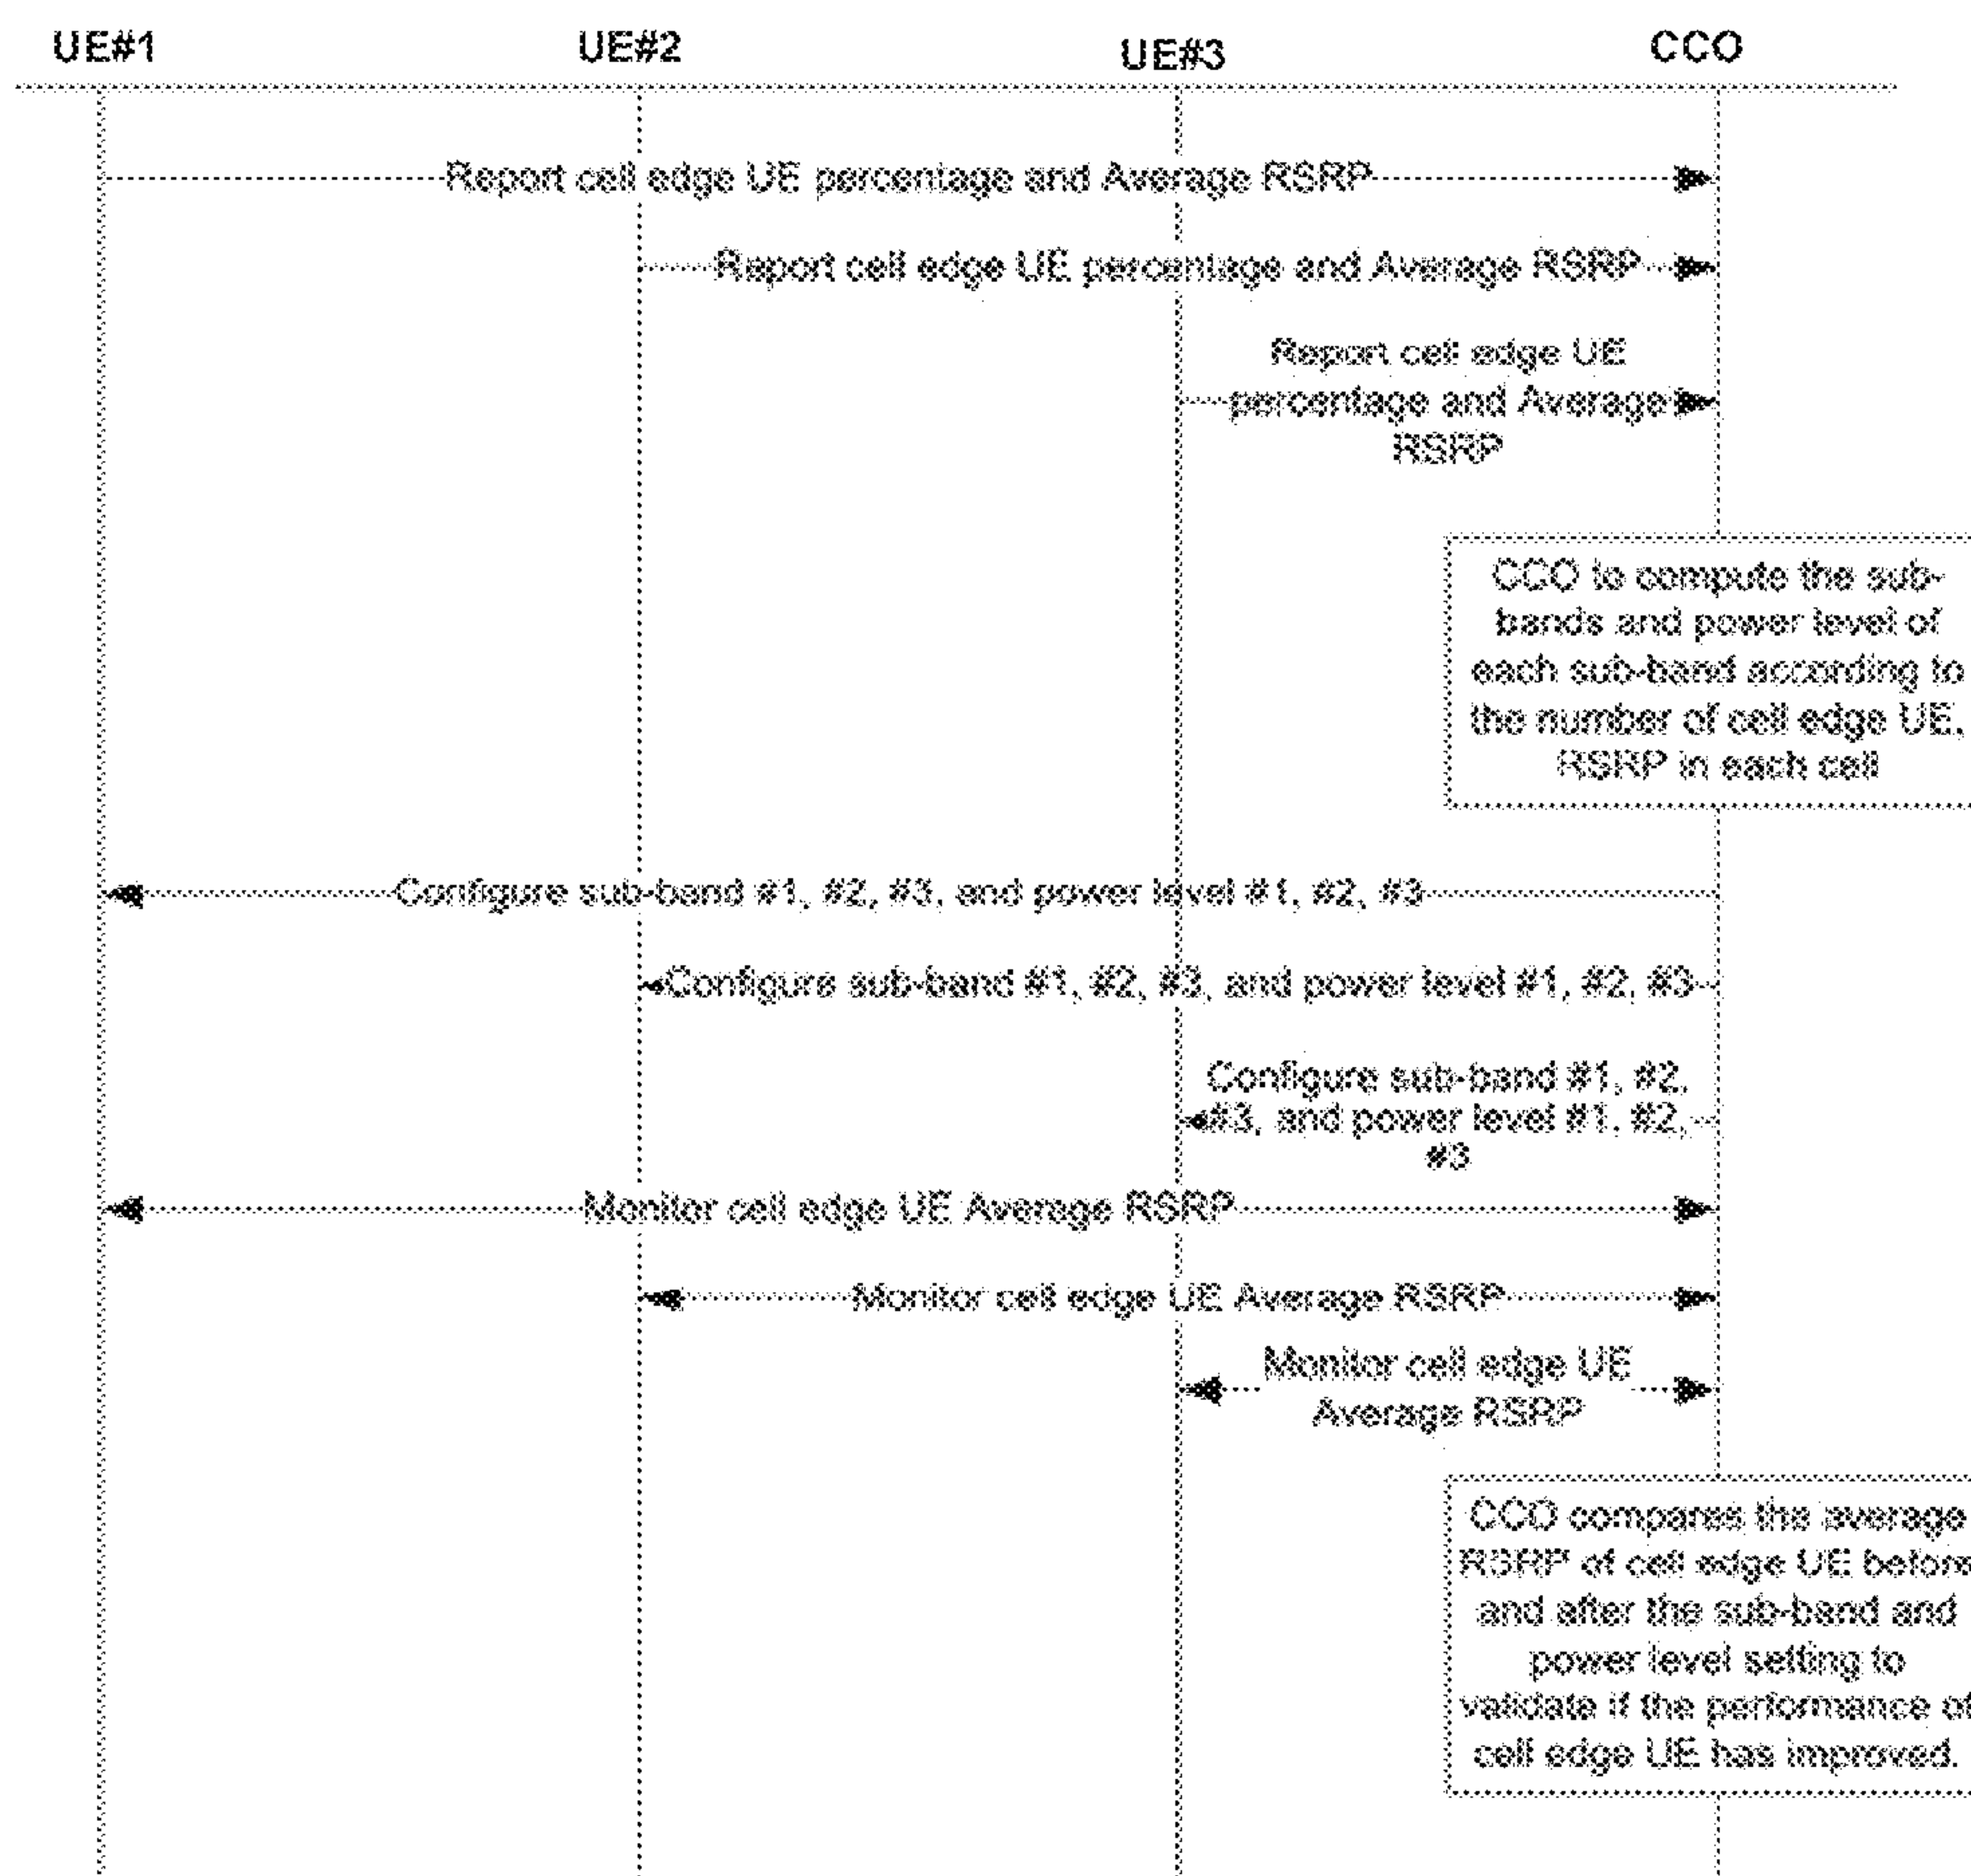 UE#1
UE#2
UE#3
CCO
Report cell edge UE percentage and Average RSRP
Report cell edge UE percentage and Average RSRP
Report cell edge UE
percentage and Average
RSRP
CCO to compute the sub-
bands and power level of
each sub-band according to
the number of cell edge UE,
RSRP in each cell
Configure sub-band #1, #2, #3, and power level #1, #2, #3
Configure sub-band #1, #2, #3, and power level #1, #2, #3
Configure sub-band #1, #2,
#3, and power level #1, #2,
#3
Monitor cell edge UE Average RSRP
Monitor cell edge UE Average RSRP
Monitor cell edge UE
Average RSRP
CCO compares the average
RSRP of cell edge UE before
and after the sub-band and
power level setting to
validate if the performance of
cell edge UE has improved.